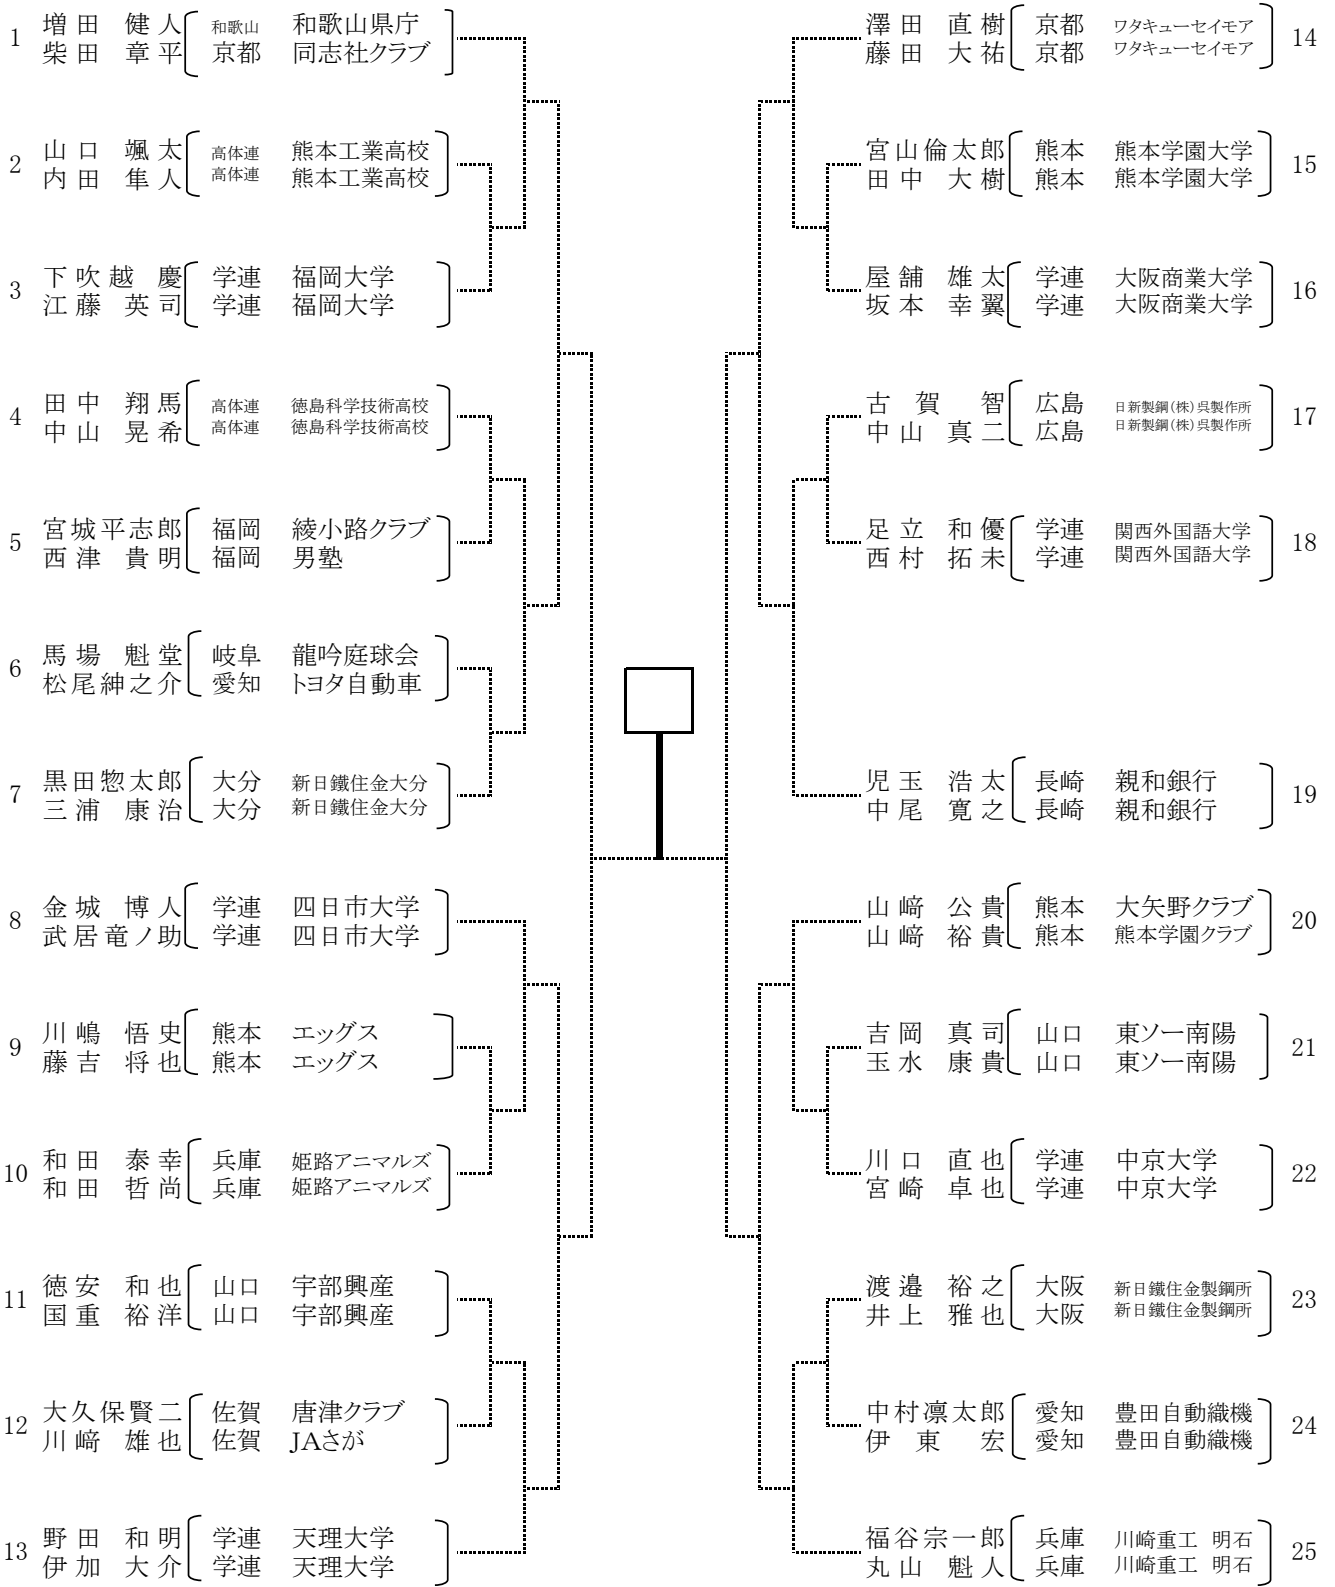 1 増田 健人 和歌山 和歌山県庁
柴田 章平 京都 同志社クラブ
2 山口 颯太 高体連 熊本工業高校
内田 隼人 高体連 熊本工業高校
3 下吹越 慶 学連 福岡大学
江藤 英司 学連 福岡大学
4 田中 翔馬 高体連 徳島科学技術高校
中山 晃希 高体連 徳島科学技術高校
5 宮城平志郎 福岡 綾小路クラブ
西津 貴明 福岡 男塾
6 馬場 魁堂 岐阜 龍吟庭球会
松尾紳之介 愛知 トヨタ自動車
7 黒田惣太郎 大分 新日鐵住金大分
三浦 康治 大分 新日鐵住金大分
8 金城 博人 学連 四日市大学
武居竜ノ助 学連 四日市大学
9 川嶋 悟史 熊本 エッグス
藤吉 将也 熊本 エッグス
10 和田 泰幸 兵庫 姫路アニマルズ
和田 哲尚 兵庫 姫路アニマルズ
11 徳安 和也 山口 宇部興産
国重 裕洋 山口 宇部興産
12 大久保賢二 佐賀 唐津クラブ
川﨑 雄也 佐賀 JAさが
13 野田 和明 学連 天理大学
伊加 大介 学連 天理大学
澤田 直樹 京都 ワタキューセイモア 14
藤田 大祐 京都 ワタキューセイモア
宮山倫太郎 熊本 熊本学園大学 15
田中 大樹 熊本 熊本学園大学
屋舗 雄太 学連 大阪商業大学 16
坂本 幸翼 学連 大阪商業大学
古賀 智 広島 日新製鋼(株)呉製作所 17
中山 真二 広島 日新製鋼(株)呉製作所
足立 和優 学連 関西外国語大学 18
西村 拓未 学連 関西外国語大学
児玉 浩太 長崎 親和銀行 19
中尾 寛之 長崎 親和銀行
山﨑 公貴 熊本 大矢野クラブ 20
山﨑 裕貴 熊本 熊本学園クラブ
吉岡 真司 山口 東ソー南陽 21
玉水 康貴 山口 東ソー南陽
川口 直也 学連 中京大学 22
宮崎 卓也 学連 中京大学
渡邉 裕之 大阪 新日鐵住金製鋼所 23
井上 雅也 大阪 新日鐵住金製鋼所
中村凛太郎 愛知 豊田自動織機 24
伊東 宏 愛知 豊田自動織機
福谷宗一郎 兵庫 川崎重工 明石 25
丸山 魁人 兵庫 川崎重工 明石